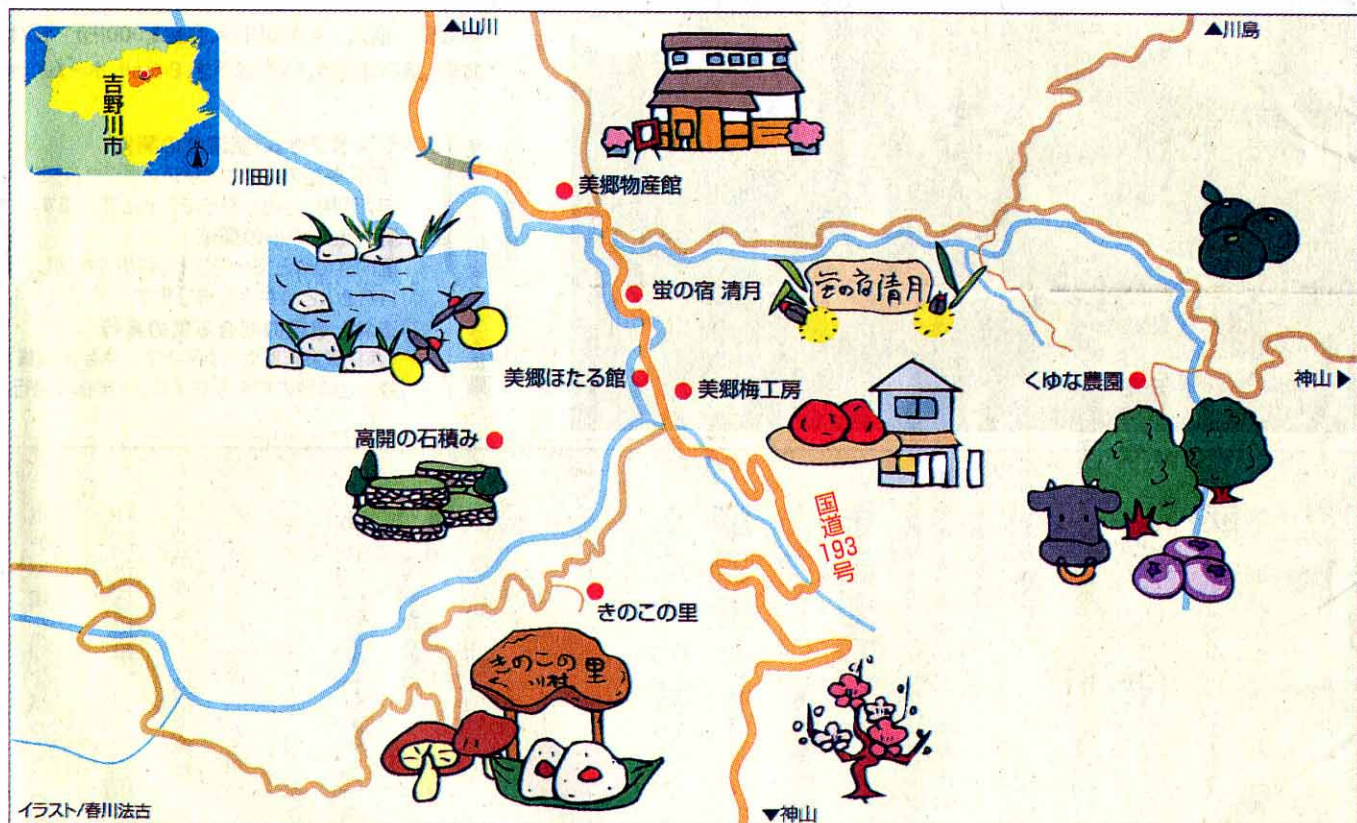 ▲山川
▲川島
吉野川市
川田川
美郷物産館
蛍の宿 清月
蛍の宿清月
美郷ほたる館
美郷梅工房
くゆな農園
神山▶
高開の石積み
国道193号
きのこの里
きのこの里
▼神山
イラスト/春川法古